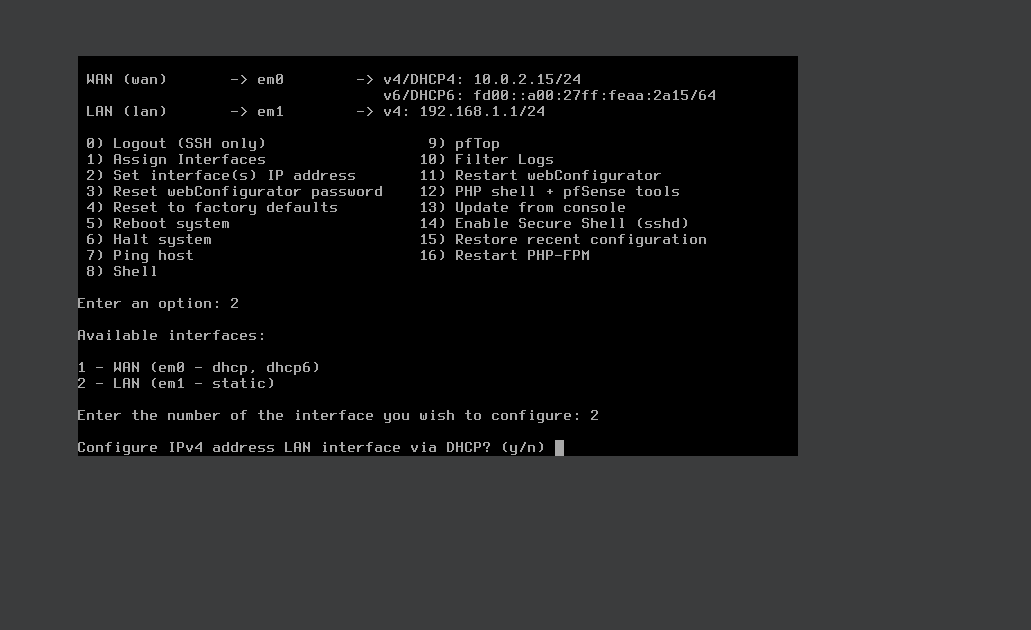 WAN (wan)       -> em0        -> v4/DHCP4: 10.0.2.15/24
                                 v6/DHCP6: fd00::a00:27ff:feaa:2a15/64
LAN (lan)       -> em1        -> v4: 192.168.1.1/24
0) Logout (SSH only)                  9) pfTop
1) Assign Interfaces                 10) Filter Logs
2) Set interface(s) IP address       11) Restart webConfigurator
3) Reset webConfigurator password    12) PHP shell + pfSense tools
4) Reset to factory defaults         13) Update from console
5) Reboot system                     14) Enable Secure Shell (sshd)
6) Halt system                       15) Restore recent configuration
7) Ping host                         16) Restart PHP-FPM
8) Shell
Enter an option: 2
Available interfaces:
1 - WAN (em0 - dhcp, dhcp6)
2 - LAN (em1 - static)
Enter the number of the interface you wish to configure: 2
Configure IPv4 address LAN interface via DHCP? (y/n)